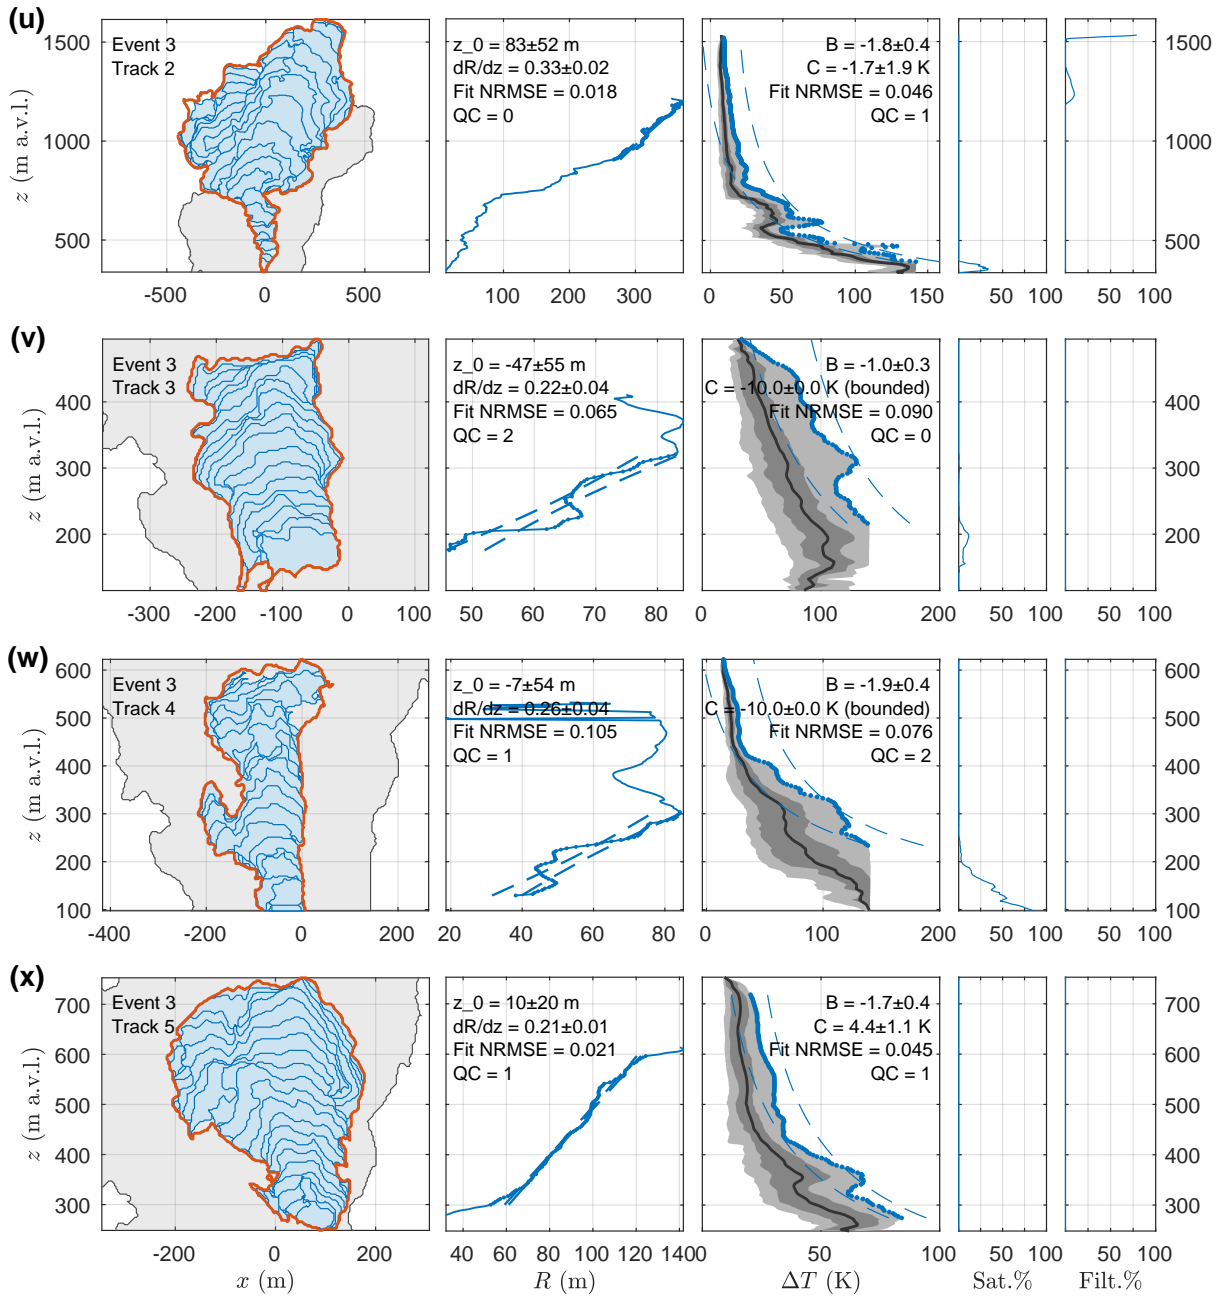 (u)
1500
1000
500
z (m a.v.l.)
Event 3
Track 2
-500
0
500
z_0 = 83±52 m
dR/dz = 0.33±0.02
Fit NRMSE = 0.018
QC = 0
100
200
300
B = -1.8±0.4
C = -1.7±1.9 K
Fit NRMSE = 0.046
QC = 1
0
50
100
150
50
100
50
100
1500
1000
500
(v)
400
300
200
z (m a.v.l.)
Event 3
Track 3
-300
-200
-100
0
z_0 = -47±55 m
dR/dz = 0.22±0.04
Fit NRMSE = 0.065
QC = 2
50
60
70
80
B = -1.0±0.3
C = -10.0±0.0 K (bounded)
Fit NRMSE = 0.090
QC = 0
0
100
200
50
100
50
100
400
300
200
(w)
600
500
400
300
200
100
z (m a.v.l.)
Event 3
Track 4
-400
-200
0
200
z_0 = -7±54 m
dR/dz = 0.26±0.04
Fit NRMSE = 0.105
QC = 1
20
40
60
80
B = -1.9±0.4
C = -10.0±0.0 K (bounded)
Fit NRMSE = 0.076
QC = 2
0
100
200
50
100
50
100
600
500
400
300
200
100
(x)
700
600
500
400
300
z (m a.v.l.)
Event 3
Track 5
-200
0
200
x (m)
z_0 = 10±20 m
dR/dz = 0.21±0.01
Fit NRMSE = 0.021
QC = 1
40
60
80
100
120
140
R (m)
B = -1.7±0.4
C = 4.4±1.1 K
Fit NRMSE = 0.045
QC = 1
50
100
ΔT (K)
50
100
Sat.%
50
100
Filt.%
700
600
500
400
300